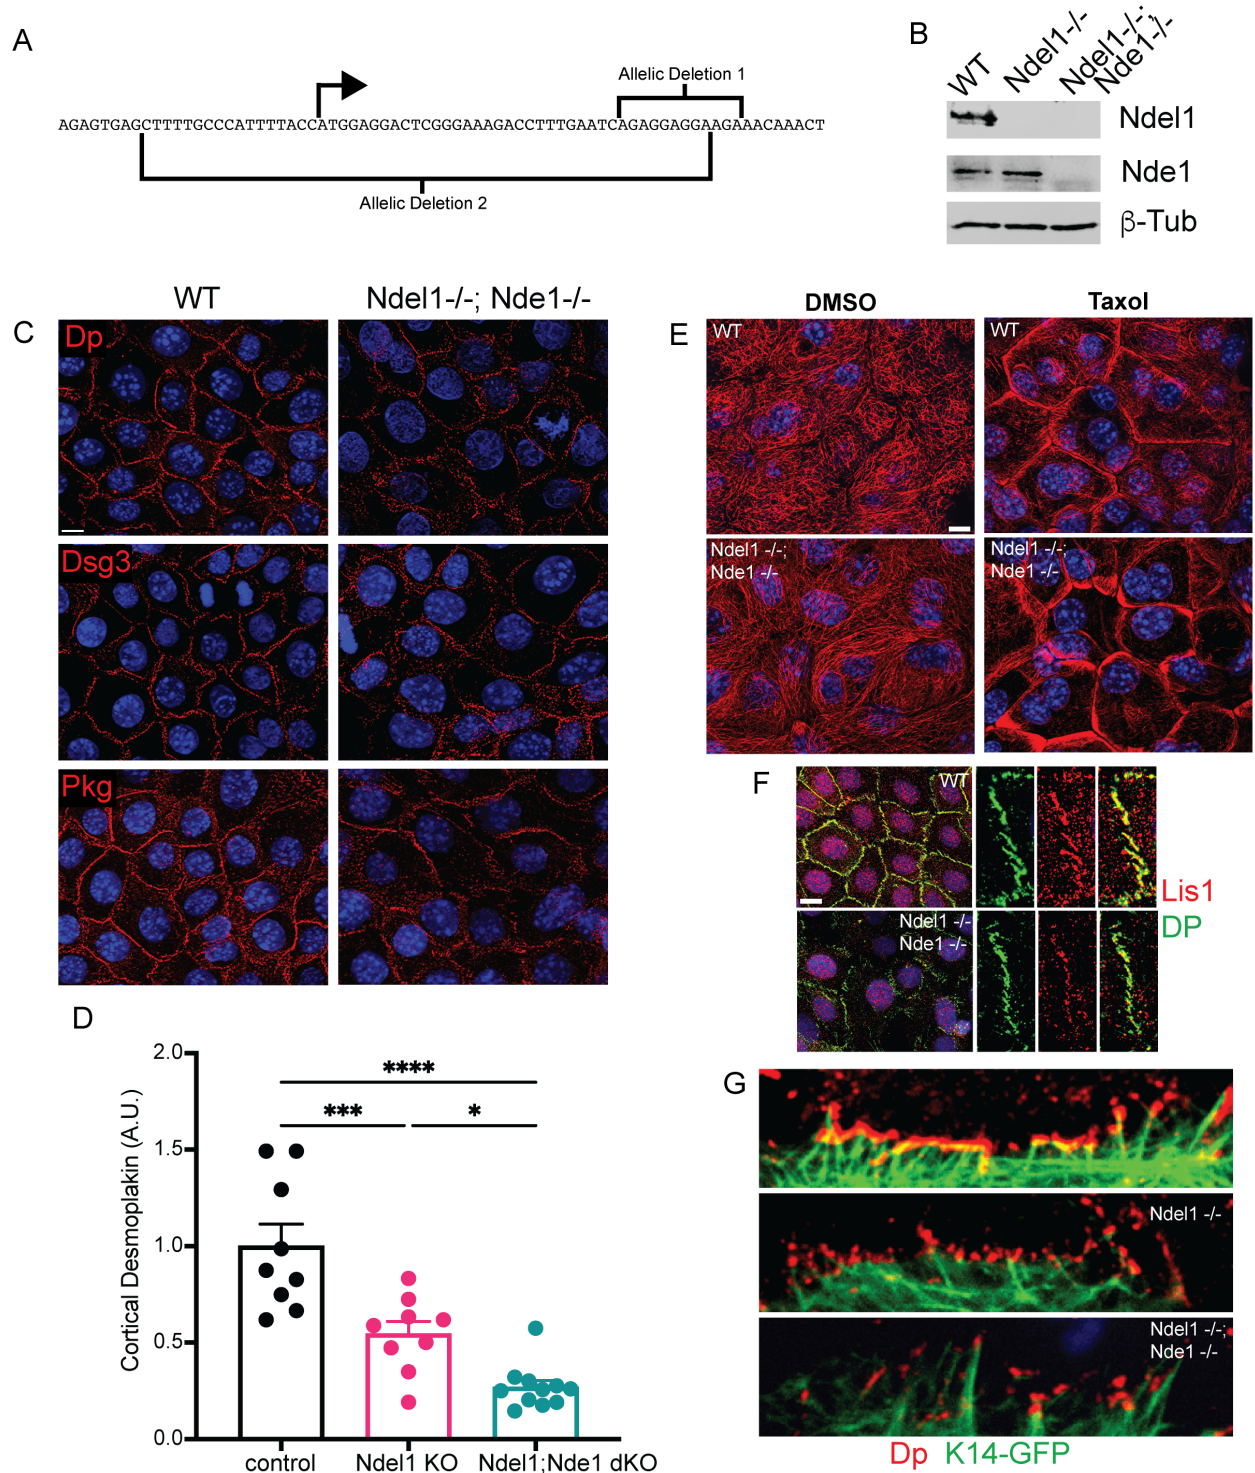 A
Allelic Deletion 1
AGAGTGAGCTTTTGCCCATTTTACCATGGAGGACTCGGGAAAGACCTTTGAATCAGAGGAGGAAGAAACAAACT
Allelic Deletion 2
B
WT
Ndel1-/-
Ndel1-/-;
Nde1-/-
Ndel1
Nde1
β-Tub
WT
Ndel1-/-; Nde1-/-
C
Dp
Dsg3
Pkg
DMSO
Taxol
E
WT
WT
Ndel1 -/-;
Nde1 -/-
Ndel1 -/-;
Nde1 -/-
F
WT
Ndel1 -/-
Nde1 -/-
Lis1
DP
D
Cortical Desmoplakin (A.U.)
2.0
1.5
1.0
0.5
0.0
****
***
*
control
Ndel1 KO
Ndel1;Nde1 dKO
G
Ndel1 -/-
Ndel1 -/-;
Nde1 -/-
Dp K14-GFP